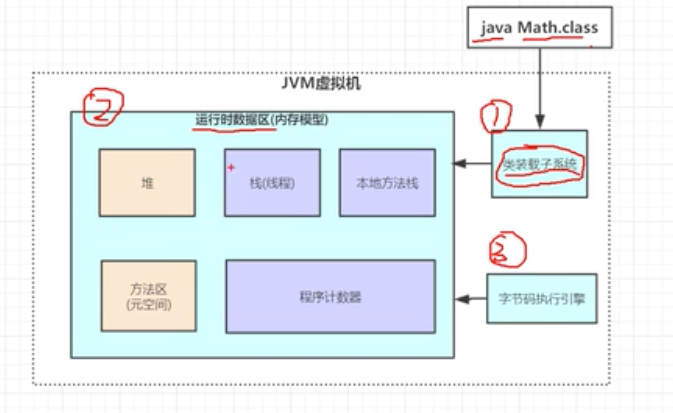 java Math.class
JVM虚拟机
②
运行时数据区(内存模型)
①
类装载子系统
堆
栈(线程)
本地方法栈
③
方法区
(元空间)
程序计数器
字节码执行引擎